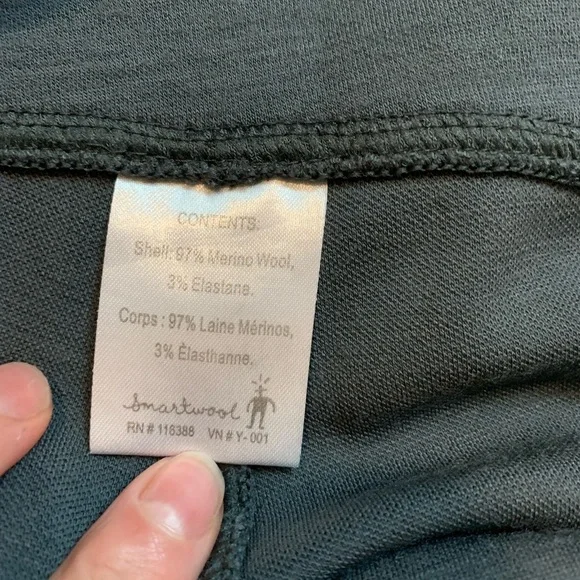 CONTENTS:
Shell: 97% Merino Wool,
3% Elastane.
Corps : 97% Laine Mérinos,
3% Élasthanne.
Smartwool
RN # 116388 VN # Y- 001